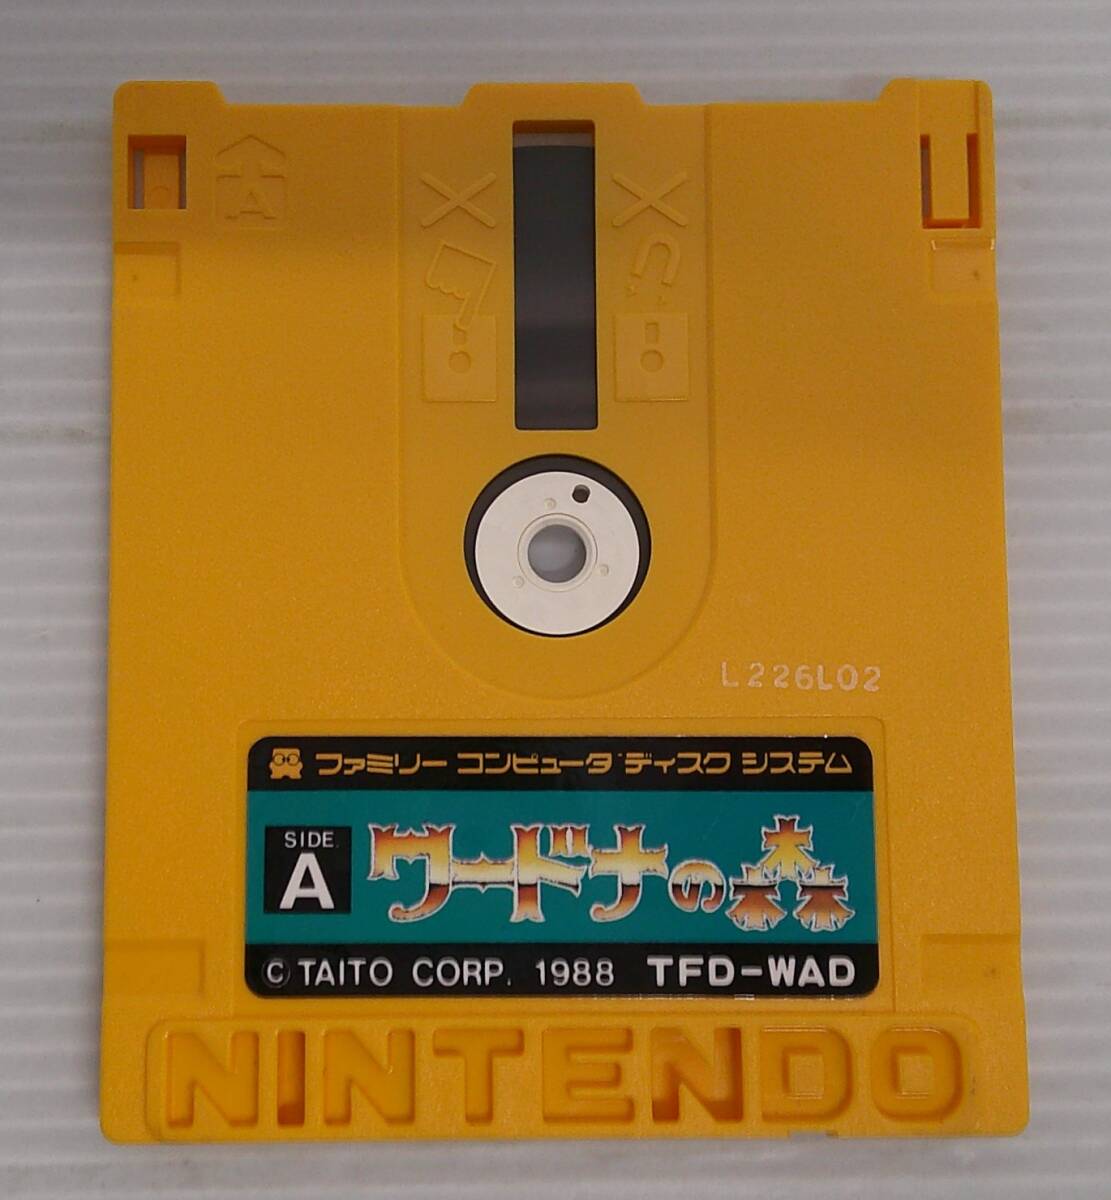 A
L226L02
ファミリー コンピュータ ディスク システム
SIDE
A
ワードナの森
© TAITO CORP. 1988 TFD-WAD
NINTENDO